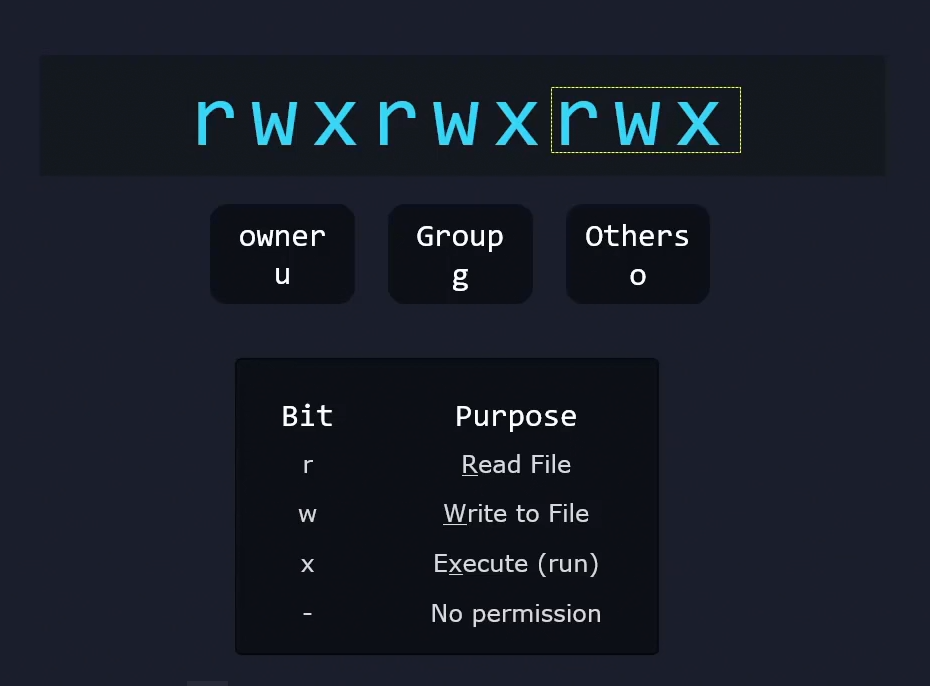 rwxrwxrwx
owner Group Others
u g o
Bit Purpose
r Read File
w Write to File
x Execute (run)
- No permission